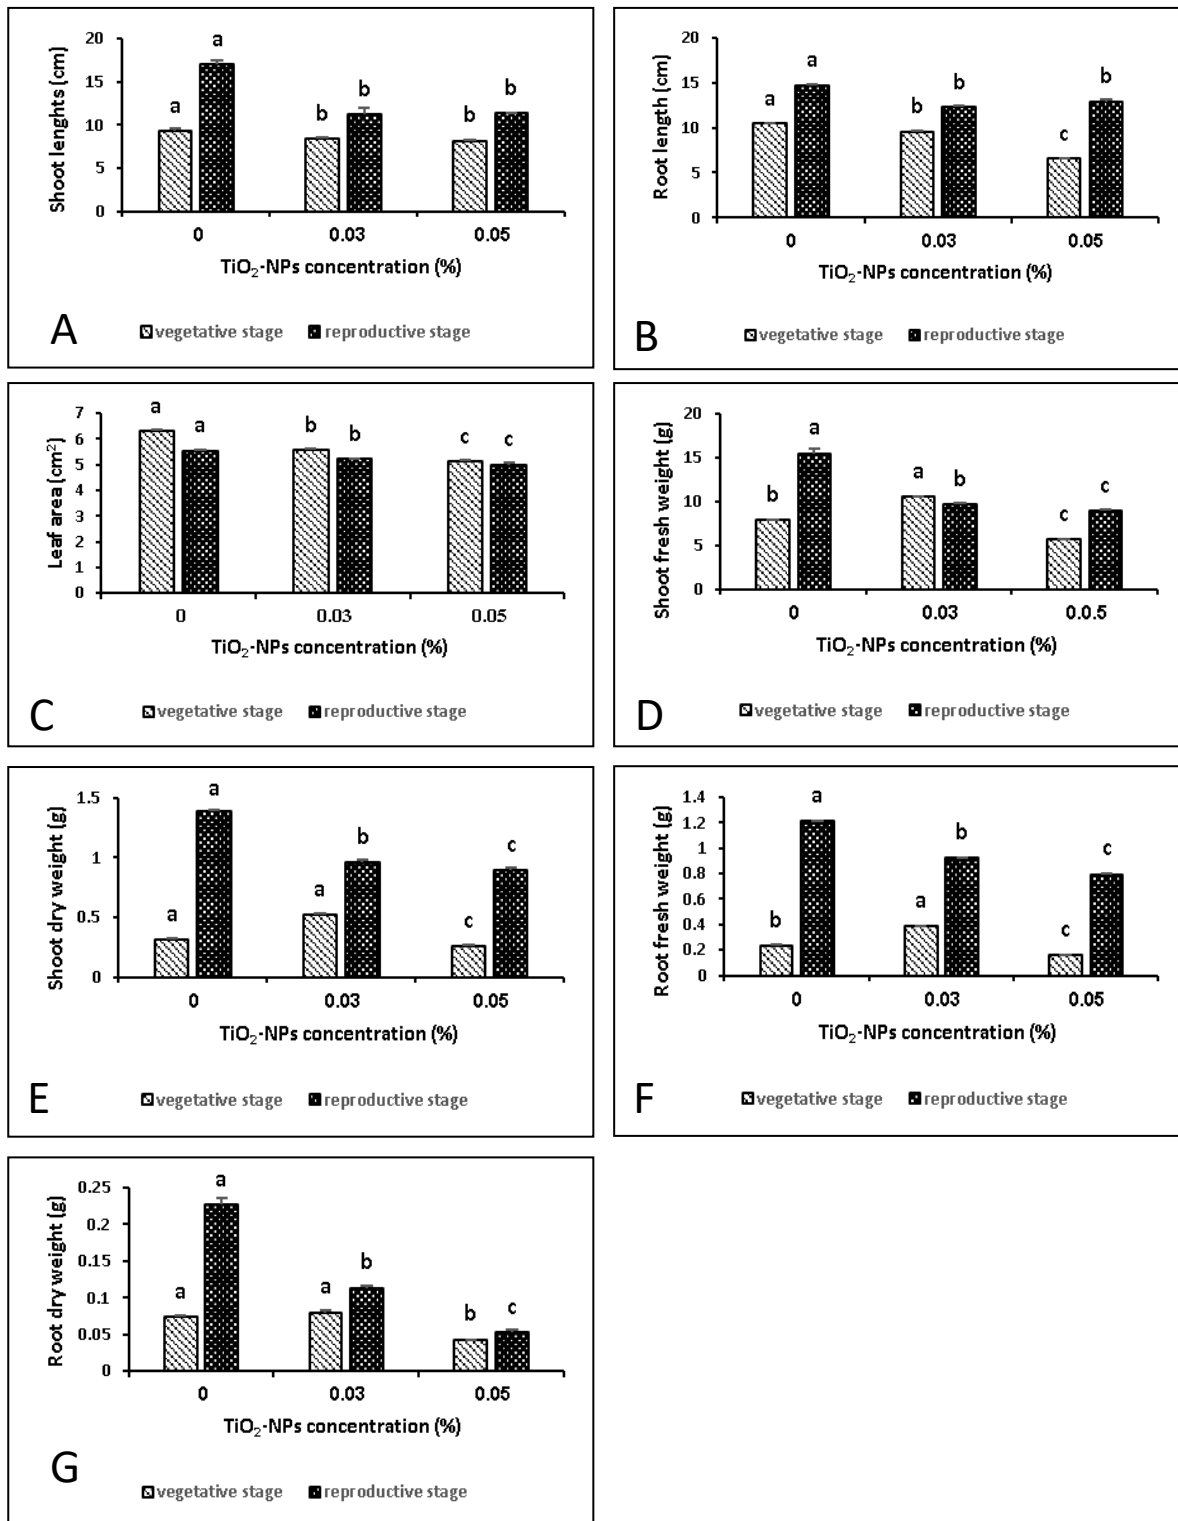 Shoot lenghts (cm)
20
15
10
5
0
a
a
b
b
b
b
0 0.03 0.05
TiO2-NPs concentration (%)
A
vegetative stage reproductive stage
Root length (cm)
20
15
10
5
0
a
a
b
b
c
b
0 0.03 0.05
TiO2-NPs concentration (%)
B
vegetative stage reproductive stage
Leaf area (cm2)
7
6
5
4
3
2
1
0
a
a
b
b
c
c
0 0.03 0.05
TiO2-NPs concentration (%)
C
vegetative stage reproductive stage
Shoot fresh weight (g)
20
15
10
5
0
b
a
a
b
c
c
0 0.03 0.0.5
TiO2-NPs concentration (%)
D
vegetative stage reproductive stage
Shoot dry weight (g)
1.5
1
0.5
0
a
a
a
b
c
c
0 0.03 0.05
TiO2-NPs concentration (%)
E
vegetative stage reproductive stage
Root fresh weight (g)
1.4
1.2
1
0.8
0.6
0.4
0.2
0
b
a
a
b
c
c
0 0.03 0.05
TiO2-NPs concentration (%)
F
vegetative stage reproductive stage
Root dry weight (g)
0.25
0.2
0.15
0.1
0.05
0
a
a
a
b
b
c
0 0.03 0.05
TiO2-NPs concentration (%)
G
vegetative stage reproductive stage